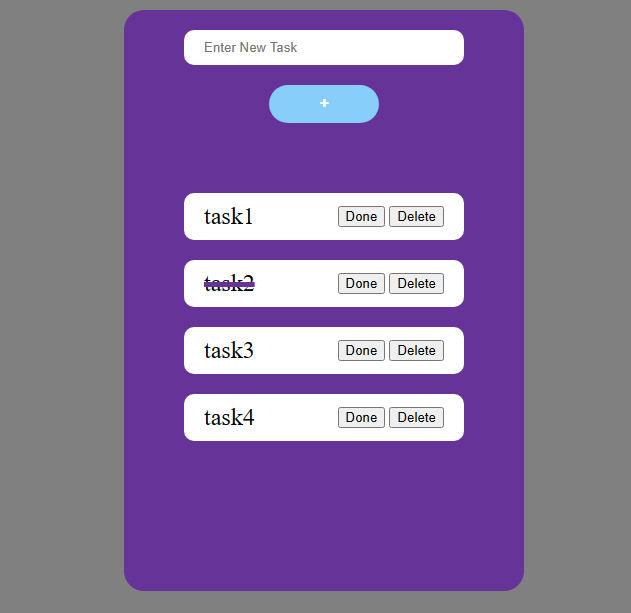 Enter New Task
+
task1 Done Delete
task2 Done Delete
task3 Done Delete
task4 Done Delete